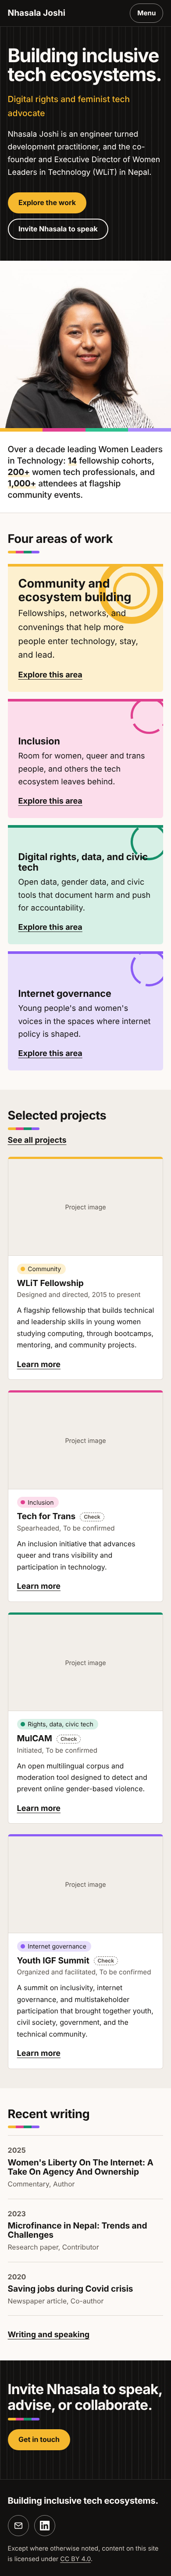 Nhasala Joshi
Menu
Building inclusive
tech ecosystems.
Digital rights and feminist tech
advocate
Nhasala Joshi is an engineer turned
development practitioner, and the co-
founder and Executive Director of Women
Leaders in Technology (WLiT) in Nepal.
Explore the work
Invite Nhasala to speak
Over a decade leading Women Leaders
in Technology: 14 fellowship cohorts,
200+ women tech professionals, and
1,000+ attendees at flagship
community events.
Four areas of work
Community and
ecosystem building
Fellowships, networks, and
convenings that help more
people enter technology, stay,
and lead.
Explore this area
Inclusion
Room for women, queer and trans
people, and others the tech
ecosystem leaves behind.
Explore this area
Digital rights, data, and civic
tech
Open data, gender data, and civic
tools that document harm and push
for accountability.
Explore this area
Internet governance
Young people's and women's
voices in the spaces where internet
policy is shaped.
Explore this area
Selected projects
See all projects
Project image
Community
WLiT Fellowship
Designed and directed, 2015 to present
A flagship fellowship that builds technical
and leadership skills in young women
studying computing, through bootcamps,
mentoring, and community projects.
Learn more
Project image
Inclusion
Tech for Trans Check
Spearheaded, To be confirmed
An inclusion initiative that advances
queer and trans visibility and
participation in technology.
Learn more
Project image
Rights, data, civic tech
MulCAM Check
Initiated, To be confirmed
An open multilingual corpus and
moderation tool designed to detect and
prevent online gender-based violence.
Learn more
Project image
Internet governance
Youth IGF Summit Check
Organized and facilitated, To be confirmed
A summit on inclusivity, internet
governance, and multistakeholder
participation that brought together youth,
civil society, government, and the
technical community.
Learn more
Recent writing
2025
Women's Liberty On The Internet: A
Take On Agency And Ownership
Commentary, Author
2023
Microfinance in Nepal: Trends and
Challenges
Research paper, Contributor
2020
Saving jobs during Covid crisis
Newspaper article, Co-author
Writing and speaking
Invite Nhasala to speak,
advise, or collaborate.
Get in touch
Building inclusive tech ecosystems.
Except where otherwise noted, content on this site
is licensed under CC BY 4.0.